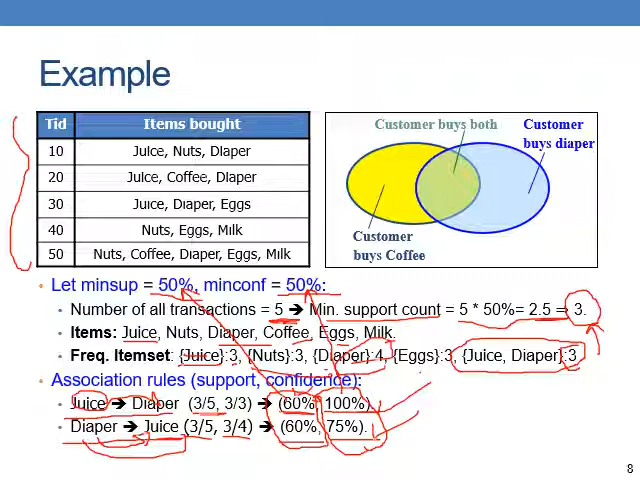 Example
Tid Items bought
10 Juice, Nuts, Diaper
20 Juice, Coffee, Diaper
30 Juice, Diaper, Eggs
40 Nuts, Eggs, Milk
50 Nuts, Coffee, Diaper, Eggs, Milk
Customer buys both
Customer
buys diaper
Customer
buys Coffee
• Let minsup = 50%, minconf = 50%:
• Number of all transactions = 5 ➔ Min. support count = 5 * 50%= 2.5 = 3.
• Items: Juice, Nuts, Diaper, Coffee, Eggs, Milk.
• Freq. Itemset: {Juice}:3, {Nuts}:3, {Diaper}:4, {Eggs}:3, {Juice, Diaper}:3
• Association rules (support, confidence):
• Juice ➔ Diaper (3/5, 3/3) ➔ (60%, 100%).
• Diaper ➔ Juice (3/5, 3/4) ➔ (60%, 75%).
8